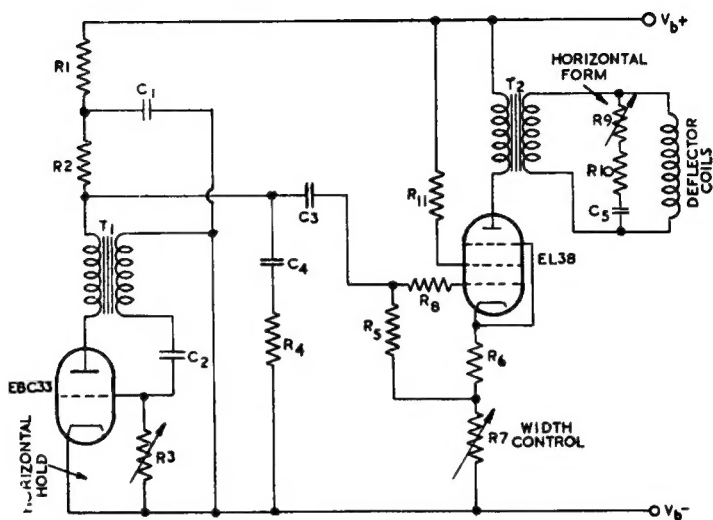 Vb+
R1
C1
R2
T1
C2
EBC33
R3
HORIZONTAL
HOLD
C3
C4
R4
R11
T2
HORIZONTAL
FORM
R9
R10
C5
DEFLECTOR
COILS
EL38
R8
R5
R6
R7
WIDTH
CONTROL
Vb-